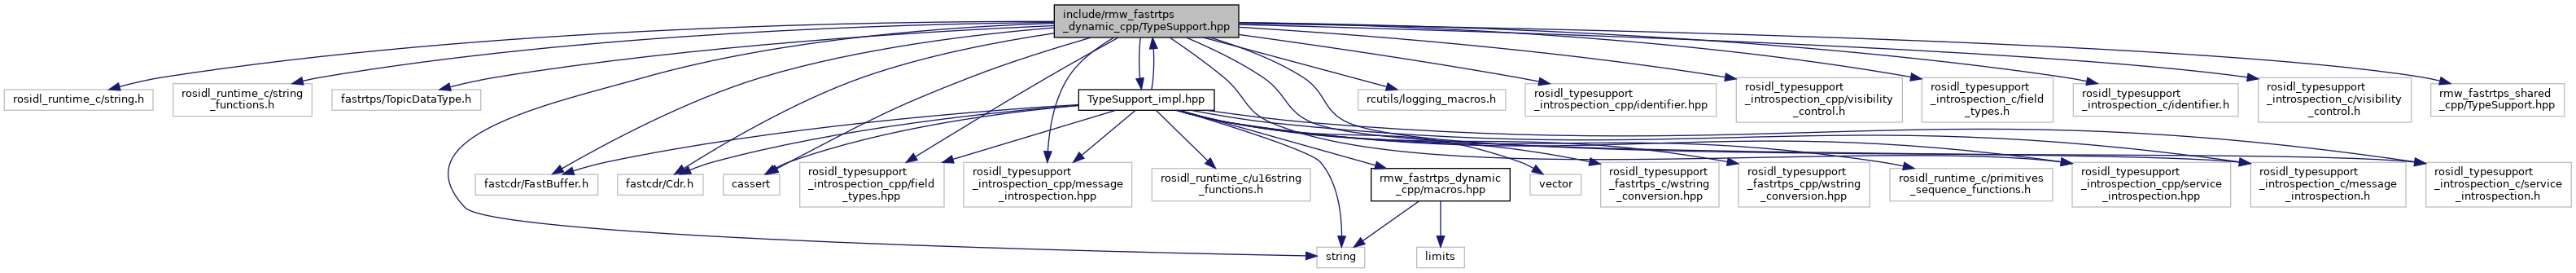 include/rmw_fastrtps
_dynamic_cpp/TypeSupport.hpp
rosidl_runtime_c/string.h
rosidl_runtime_c/string
_functions.h
fastrtps/TopicDataType.h
TypeSupport_impl.hpp
rcutils/logging_macros.h
rosidl_typesupport
_introspection_cpp/identifier.hpp
rosidl_typesupport
_introspection_cpp/visibility
_control.h
rosidl_typesupport
_introspection_c/field
_types.h
rosidl_typesupport
_introspection_c/identifier.h
rosidl_typesupport
_introspection_c/visibility
_control.h
rmw_fastrtps_shared
_cpp/TypeSupport.hpp
fastcdr/FastBuffer.h
fastcdr/Cdr.h
cassert
rosidl_typesupport
_introspection_cpp/field
_types.hpp
rosidl_typesupport
_introspection_cpp/message
_introspection.hpp
rosidl_runtime_c/u16string
_functions.h
rmw_fastrtps_dynamic
_cpp/macros.hpp
vector
rosidl_typesupport
_fastrtps_c/wstring
_conversion.hpp
rosidl_typesupport
_fastrtps_cpp/wstring
_conversion.hpp
rosidl_runtime_c/primitives
_sequence_functions.h
rosidl_typesupport
_introspection_cpp/service
_introspection.hpp
rosidl_typesupport
_introspection_c/message
_introspection.h
rosidl_typesupport
_introspection_c/service
_introspection.h
string
limits